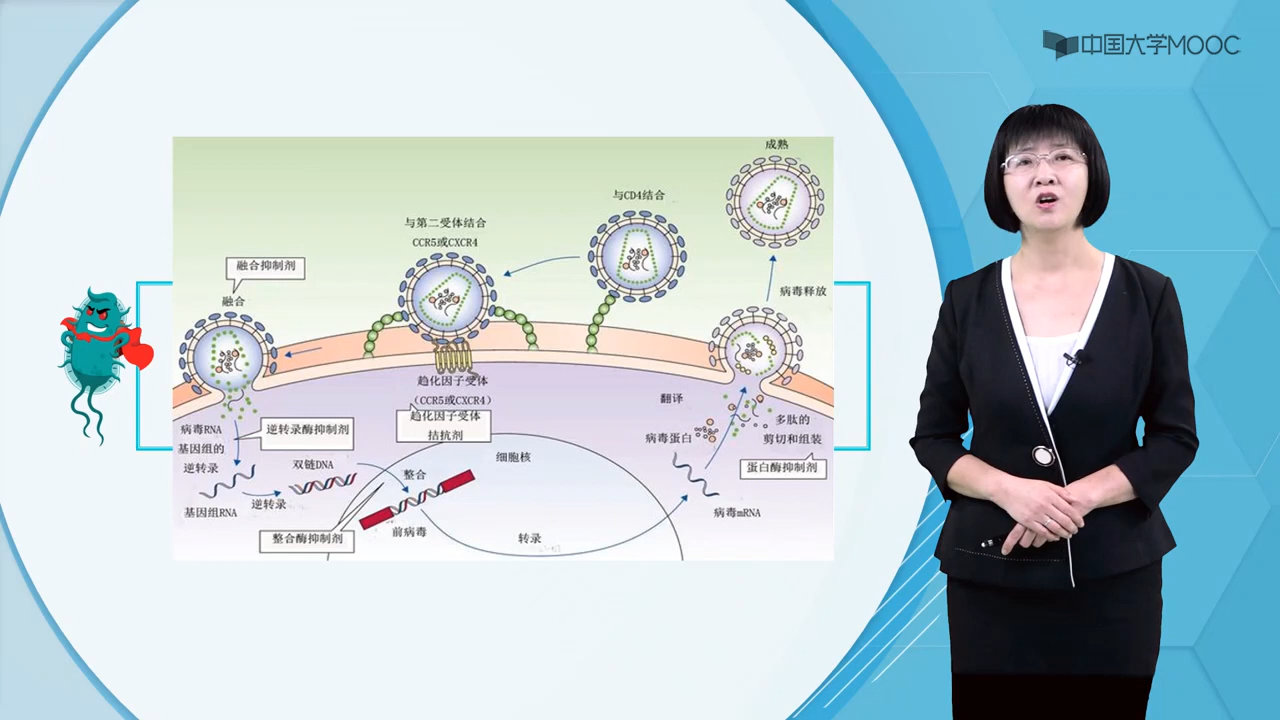 中国大学MOOC
成熟
与CD4结合
与第二受体结合
CCR5或CXCR4
融合抑制剂
融合
病毒释放
趋化因子受体
（CCR5或CXCR4）
趋化因子受体
拮抗剂
翻译
多肽的
剪切和组装
病毒蛋白
蛋白酶抑制剂
病毒RNA
基因组的
逆转录
逆转录酶抑制剂
双链DNA
细胞核
整合
基因组RNA
逆转录
病毒mRNA
前病毒
整合酶抑制剂
转录